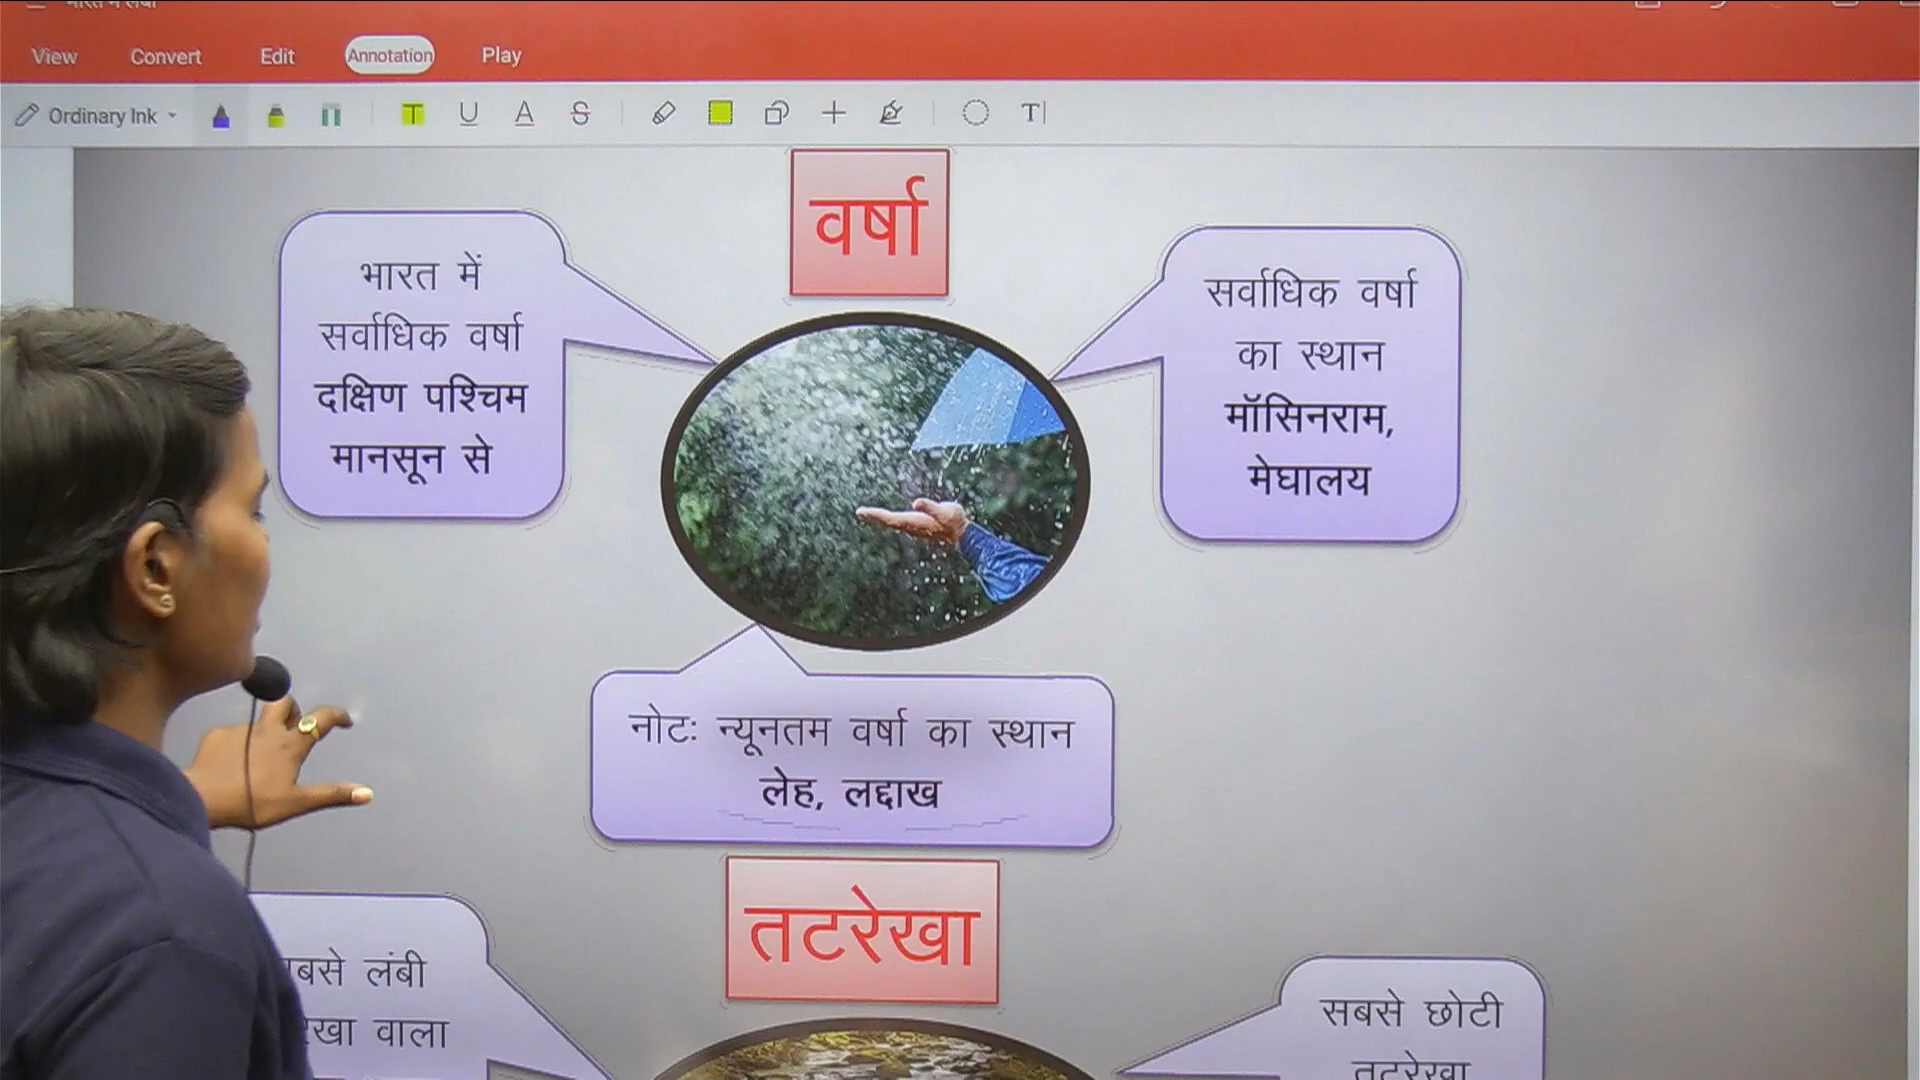 View Convert Edit Annotation Play
Ordinary Ink
वर्षा
भारत में
सर्वाधिक वर्षा
दक्षिण पश्चिम
मानसून से
सर्वाधिक वर्षा
का स्थान
मॉसिनराम,
मेघालय
नोटः न्यूनतम वर्षा का स्थान
लेह, लद्दाख
तटरेखा
लंबी
वाला
सबसे छोटी
तटरेखा